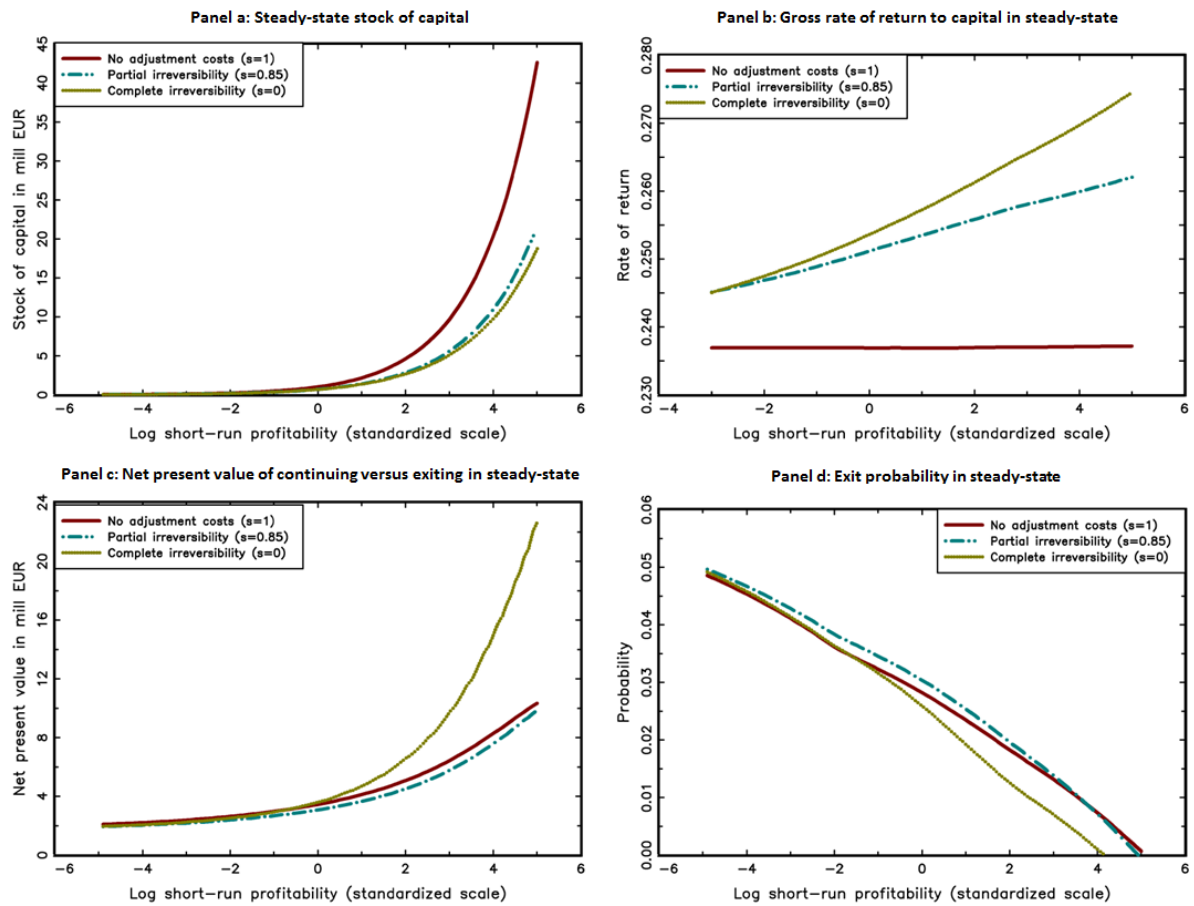 Panel a: Steady-state stock of capital
45
40
35
30
25
20
15
10
5
0
Stock of capital in mill EUR
No adjustment costs (s=1)
Partial irreversibility (s=0.85)
Complete irreversibility (s=0)
-6 -4 -2 0 2 4 6
Log short-run profitability (standardized scale)
Panel b: Gross rate of return to capital in steady-state
0.280
0.270
0.260
0.250
0.240
0.230
Rate of return
No adjustment costs (s=1)
Partial irreversibility (s=0.85)
Complete irreversibility (s=0)
-4 -2 0 2 4 6
Log short-run profitability (standardized scale)
Panel c: Net present value of continuing versus exiting in steady-state
24
20
16
12
8
4
0
Net present value in mill EUR
No adjustment costs (s=1)
Partial irreversibility (s=0.85)
Complete irreversibility (s=0)
-6 -4 -2 0 2 4 6
Log short-run profitability (standardized scale)
Panel d: Exit probability in steady-state
0.06
0.05
0.04
0.03
0.02
0.01
0.00
Probability
No adjustment costs (s=1)
Partial irreversibility (s=0.85)
Complete irreversibility (s=0)
-6 -4 -2 0 2 4 6
Log short-run profitability (standardized scale)